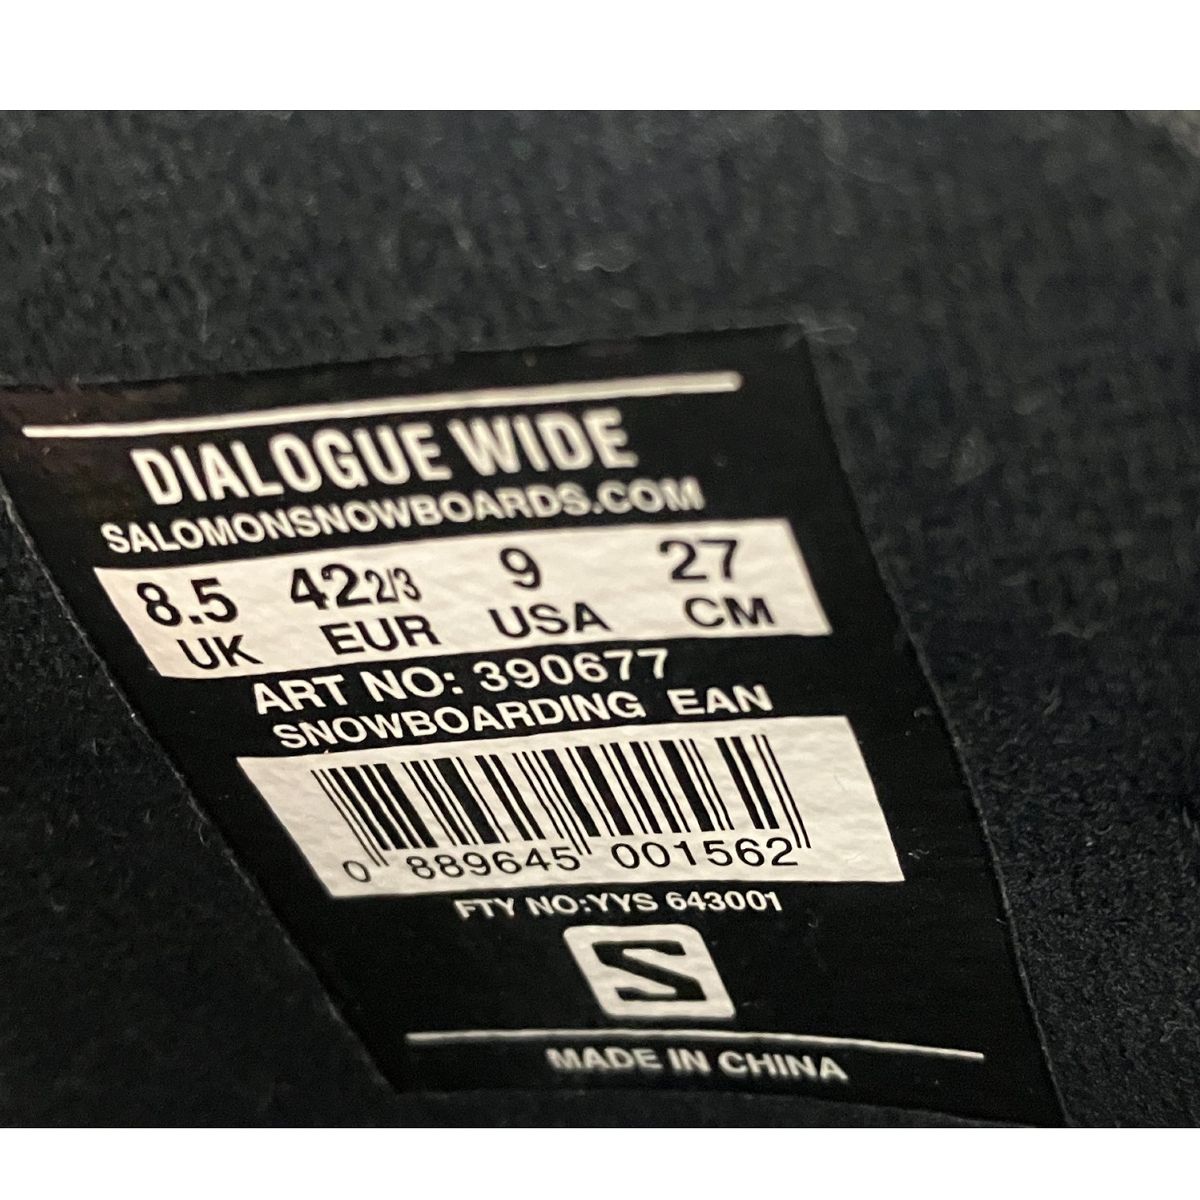 DIALOGUE WIDE
SALOMONSNOWBOARDS.COM
8.5 42 2/3 9 27
UK EUR USA CM
ART NO: 390677
SNOWBOARDING EAN
0 889645 001562
FTY NO:YYS 643001
S
MADE IN CHINA